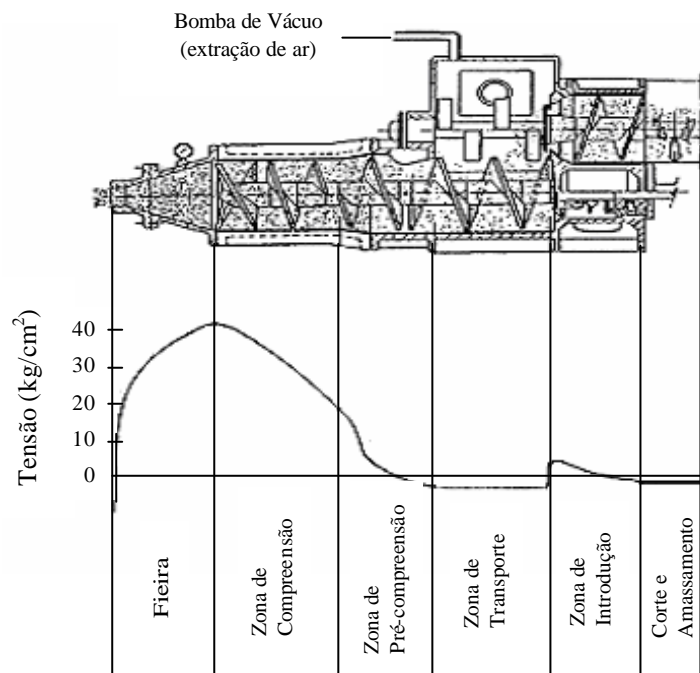 Bomba de Vácuo
(extração de ar)
Tensão (kg/cm²)
40
30
20
10
0
Fieira
Zona de
Compreensão
Zona de
Pré-compreensão
Zona de
Transporte
Zona de
Introdução
Corte e
Amassamento